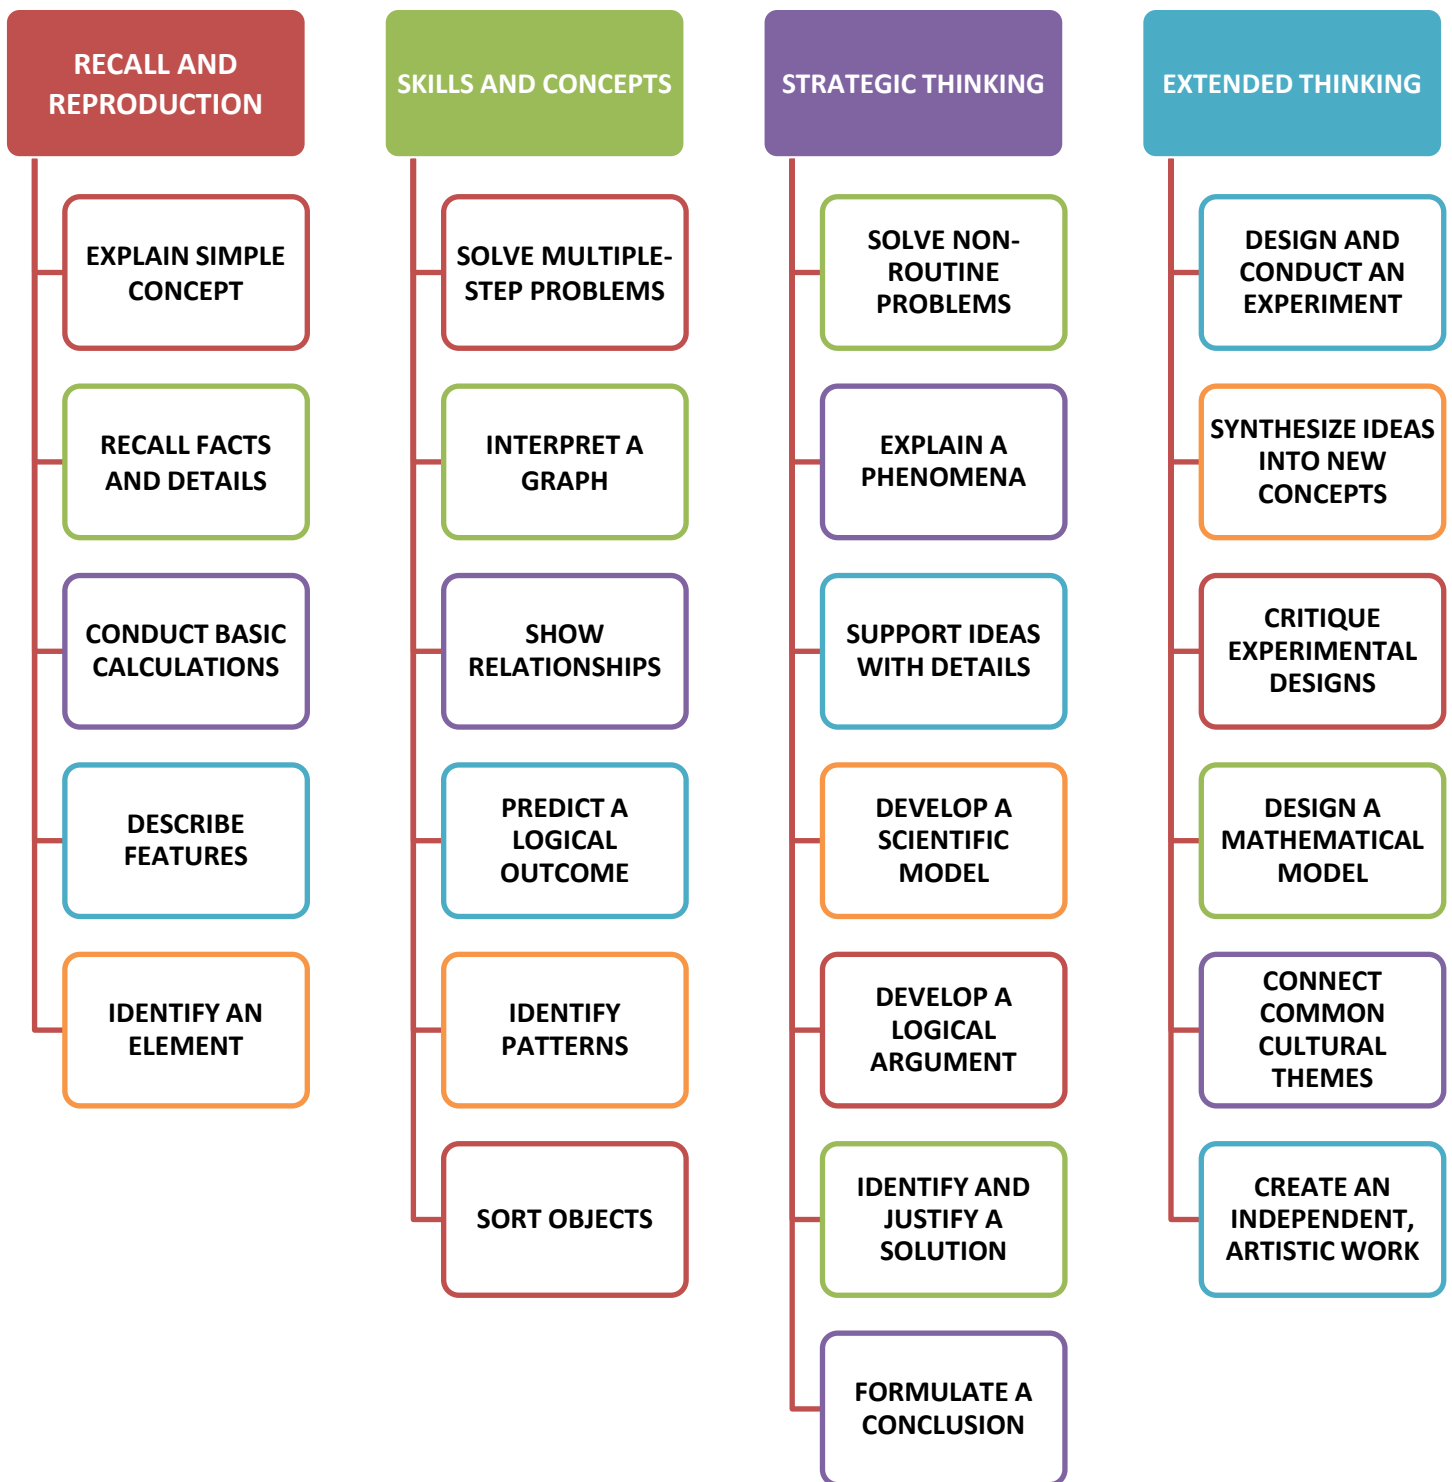 RECALL AND
REPRODUCTION
EXPLAIN SIMPLE
CONCEPT
RECALL FACTS
AND DETAILS
CONDUCT BASIC
CALCULATIONS
DESCRIBE
FEATURES
IDENTIFY AN
ELEMENT
SKILLS AND CONCEPTS
SOLVE MULTIPLE-
STEP PROBLEMS
INTERPRET A
GRAPH
SHOW
RELATIONSHIPS
PREDICT A
LOGICAL
OUTCOME
IDENTIFY
PATTERNS
SORT OBJECTS
STRATEGIC THINKING
SOLVE NON-
ROUTINE
PROBLEMS
EXPLAIN A
PHENOMENA
SUPPORT IDEAS
WITH DETAILS
DEVELOP A
SCIENTIFIC
MODEL
DEVELOP A
LOGICAL
ARGUMENT
IDENTIFY AND
JUSTIFY A
SOLUTION
FORMULATE A
CONCLUSION
EXTENDED THINKING
DESIGN AND
CONDUCT AN
EXPERIMENT
SYNTHESIZE IDEAS
INTO NEW
CONCEPTS
CRITIQUE
EXPERIMENTAL
DESIGNS
DESIGN A
MATHEMATICAL
MODEL
CONNECT
COMMON
CULTURAL
THEMES
CREATE AN
INDEPENDENT,
ARTISTIC WORK